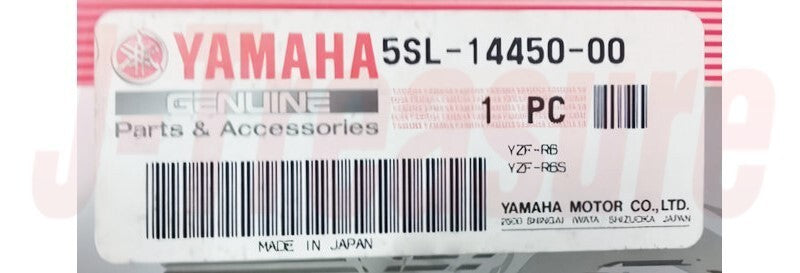 YAMAHA 5SL-14450-00
GENUINE 1 PC
Parts & Accessories
YZF-R6
YZF-R6S
YAMAHA MOTOR CO.,LTD.
2500 SHINGAI IWATA SHIZUOKA JAPAN
MADE IN JAPAN
J-Treasure